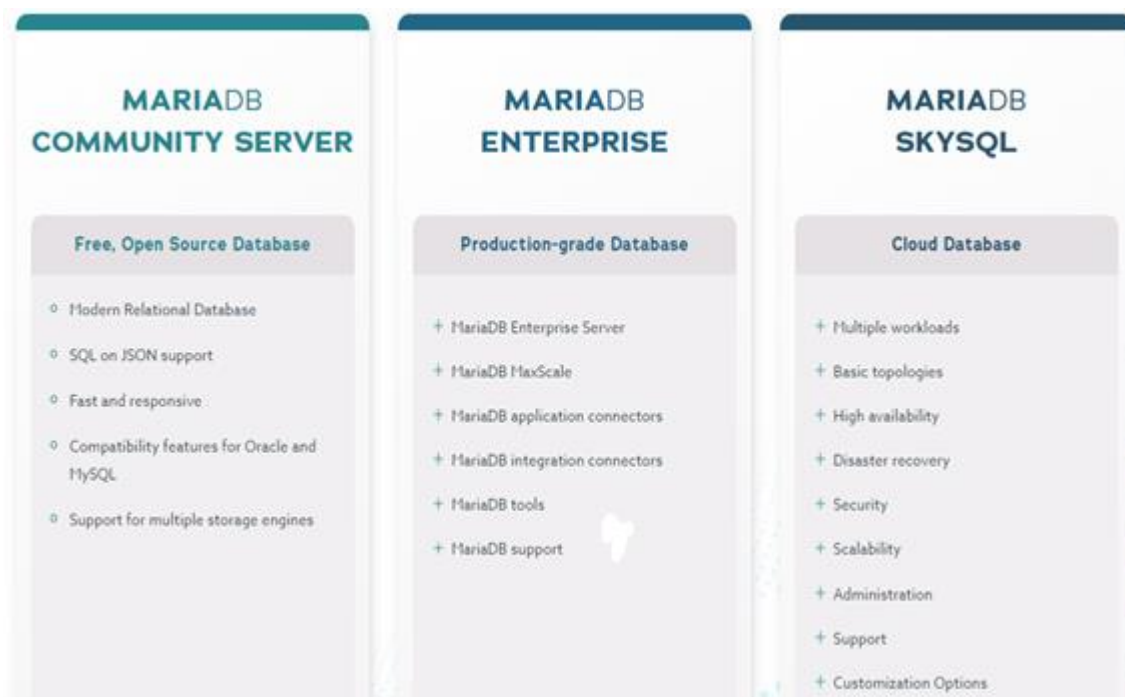 MARIADB
COMMUNITY SERVER
Free, Open Source Database
Modern Relational Database
SQL on JSON support
Fast and responsive
Compatibility features for Oracle and
MySQL
Support for multiple storage engines
MARIADB
ENTERPRISE
Production-grade Database
+ MariaDB Enterprise Server
+ MariaDB MaxScale
+ MariaDB application connectors
+ MariaDB integration connectors
+ MariaDB tools
+ MariaDB support
MARIADB
SKYSQL
Cloud Database
+ Multiple workloads
+ Basic topologies
+ High availability
+ Disaster recovery
+ Security
+ Scalability
+ Administration
+ Support
+ Customization Options